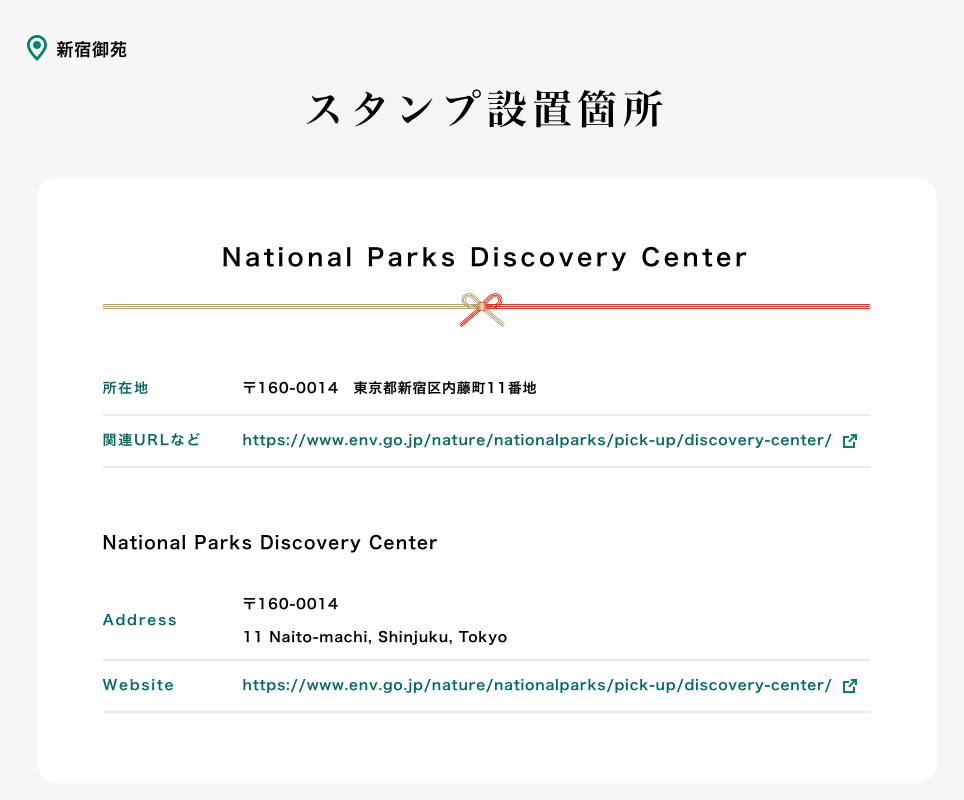 新宿御苑
スタンプ設置箇所
National Parks Discovery Center
所在地
〒160-0014　東京都新宿区内藤町11番地
関連URLなど
https://www.env.go.jp/nature/nationalparks/pick-up/discovery-center/
National Parks Discovery Center
Address
〒160-0014
11 Naito-machi, Shinjuku, Tokyo
Website
https://www.env.go.jp/nature/nationalparks/pick-up/discovery-center/